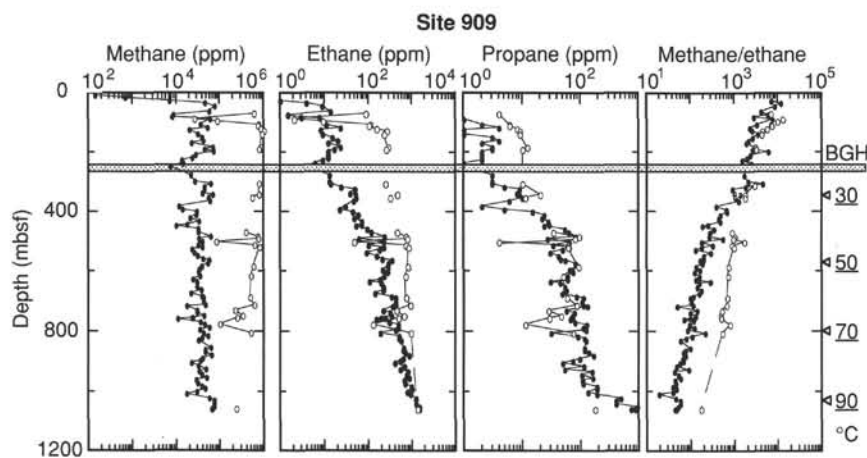 Site 909
Methane (ppm) Ethane (ppm) Propane (ppm) Methane/ethane
10² 10⁴ 10⁶ 10⁰ 10² 10⁴ 10⁰ 10² 10¹ 10³ 10⁵
0
BGH
30
400
50
Depth (mbsf)
70
800
90
°C
1200